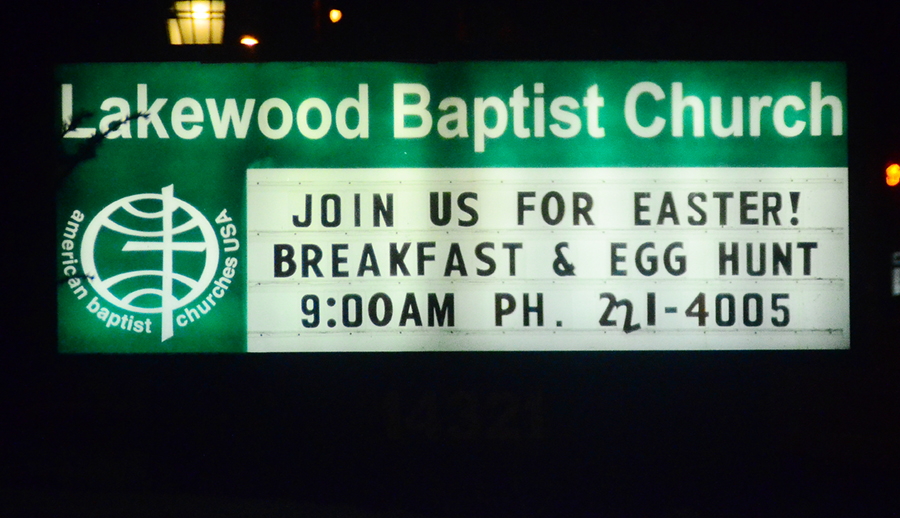 Lakewood Baptist Church
american baptist churches USA
JOIN US FOR EASTER!
BREAKFAST & EGG HUNT
9:00AM PH. 221-4005
14321